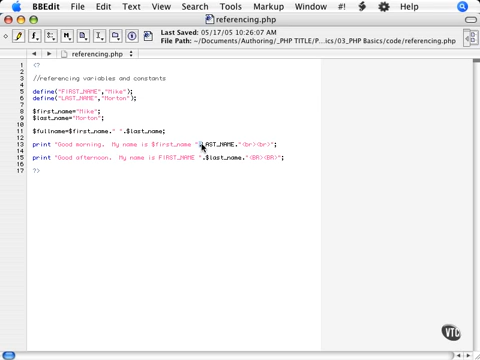 BBEdit File Edit Text View Search Tools Markup Window #! $ Help
referencing.php
Last Saved: 05/17/05 10:26:07 AM
File Path: ~/Documents/Authoring/_PHP TITLE/P...ics/03_PHP Basics/code/referencing.php
referencing.php
1 <?
2
3 //referencing variables and constants
4
5 define("FIRST_NAME","Mike");
6 define("LAST_NAME","Morton");
7
8 $first_name="Mike";
9 $last_name="Morton";
10
11 $fullname=$first_name." ".$last_name;
12
13 print "Good morning. My name is $first_name ".LAST_NAME."<br><br>";
14
15 print "Good afternoon. My name is FIRST_NAME ".$last_name."<BR><BR>";
16
17 ?>
VTC